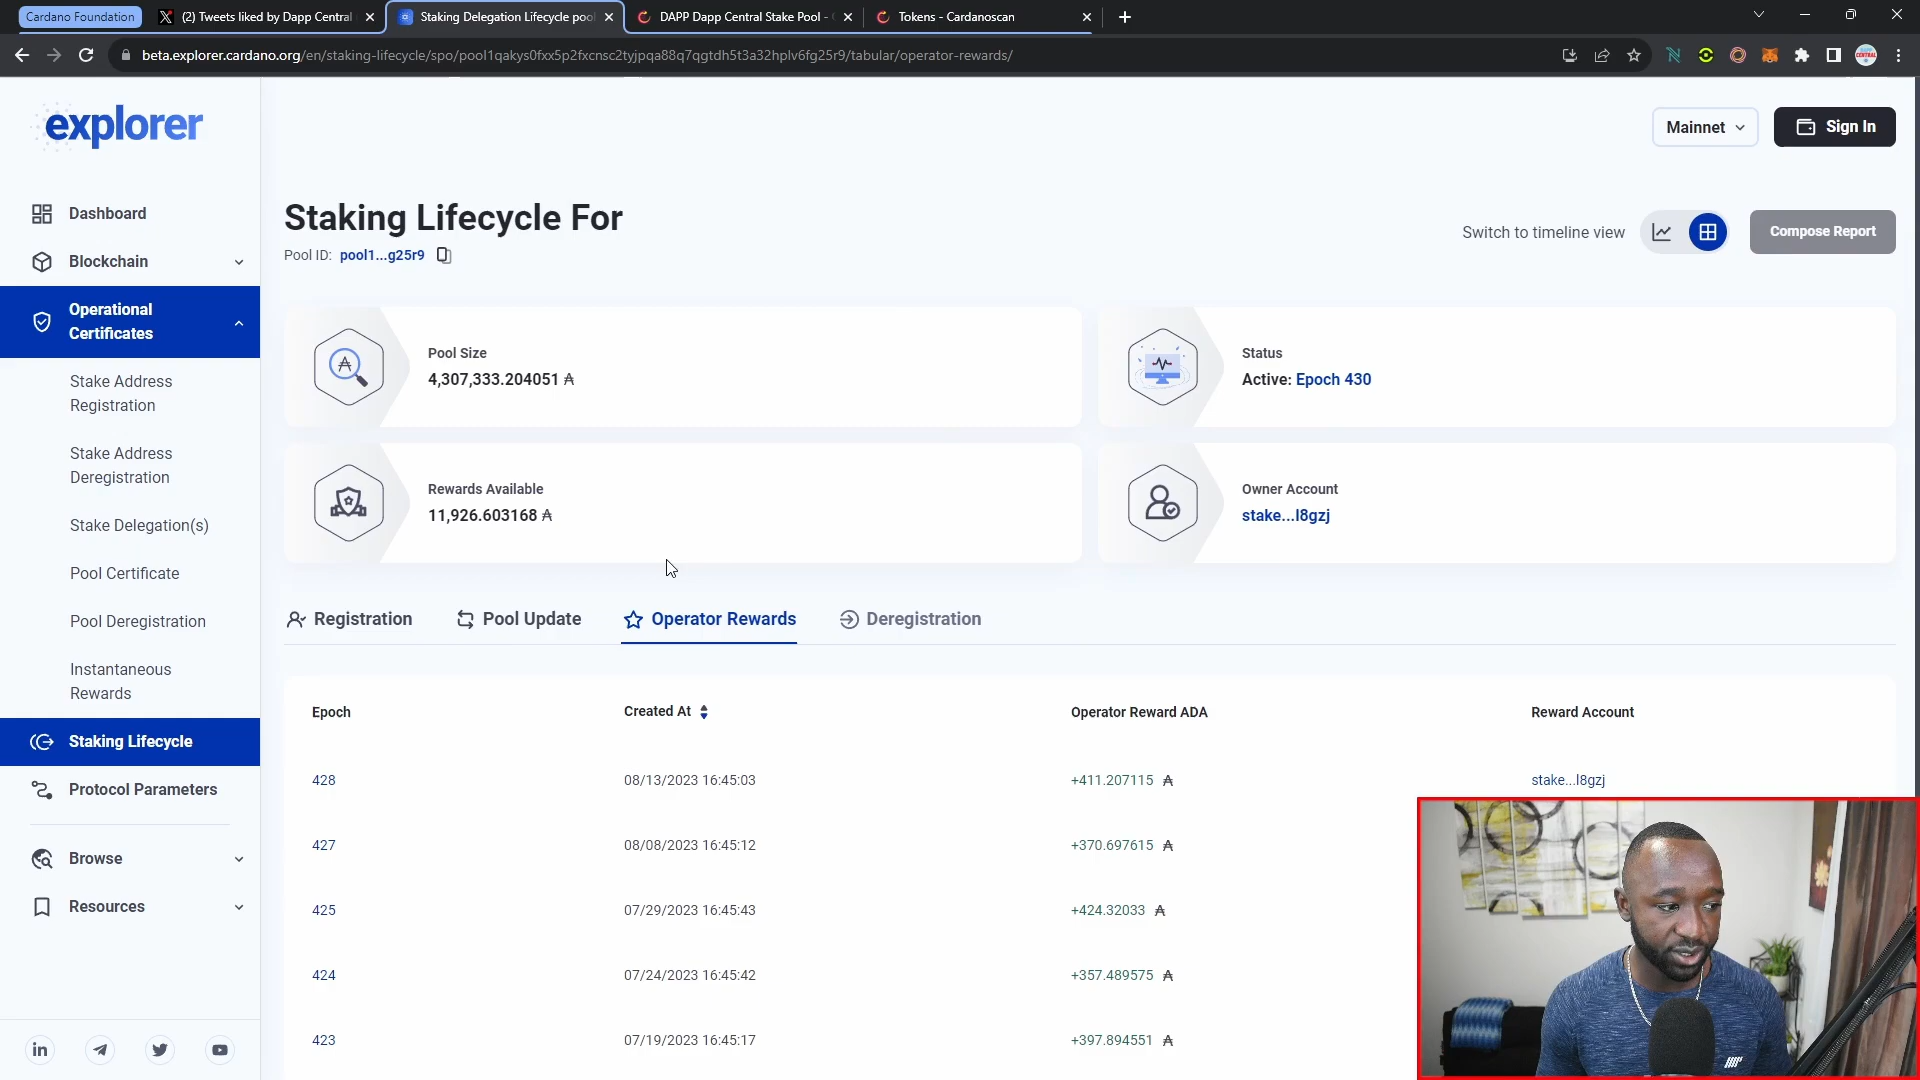 Cardano Foundation
(2) Tweets liked by Dapp Central
Staking Delegation Lifecycle pool
DAPP Dapp Central Stake Pool -
Tokens - Cardanoscan
beta.explorer.cardano.org/en/staking-lifecycle/spo/pool1qakys0fxx5p2fxcnsc2tyjpqa88q7qgtdh5t3a32hplv6fg25r9/tabular/operator-rewards/
explorer
Mainnet
Sign In
Dashboard
Blockchain
Operational
Certificates
Stake Address
Registration
Stake Address
Deregistration
Stake Delegation(s)
Pool Certificate
Pool Deregistration
Instantaneous
Rewards
Staking Lifecycle
Protocol Parameters
Browse
Resources
Staking Lifecycle For
Pool ID: pool1...g25r9
Switch to timeline view
Compose Report
Pool Size
4,307,333.204051 ₳
Status
Active: Epoch 430
Rewards Available
11,926.603168 ₳
Owner Account
stake...l8gzj
Registration
Pool Update
Operator Rewards
Deregistration
Epoch Created At Operator Reward ADA Reward Account
428 08/13/2023 16:45:03 +411.207115 ₳ stake...l8gzj
427 08/08/2023 16:45:12 +370.697615 ₳
425 07/29/2023 16:45:43 +424.32033 ₳
424 07/24/2023 16:45:42 +357.489575 ₳
423 07/19/2023 16:45:17 +397.894551 ₳